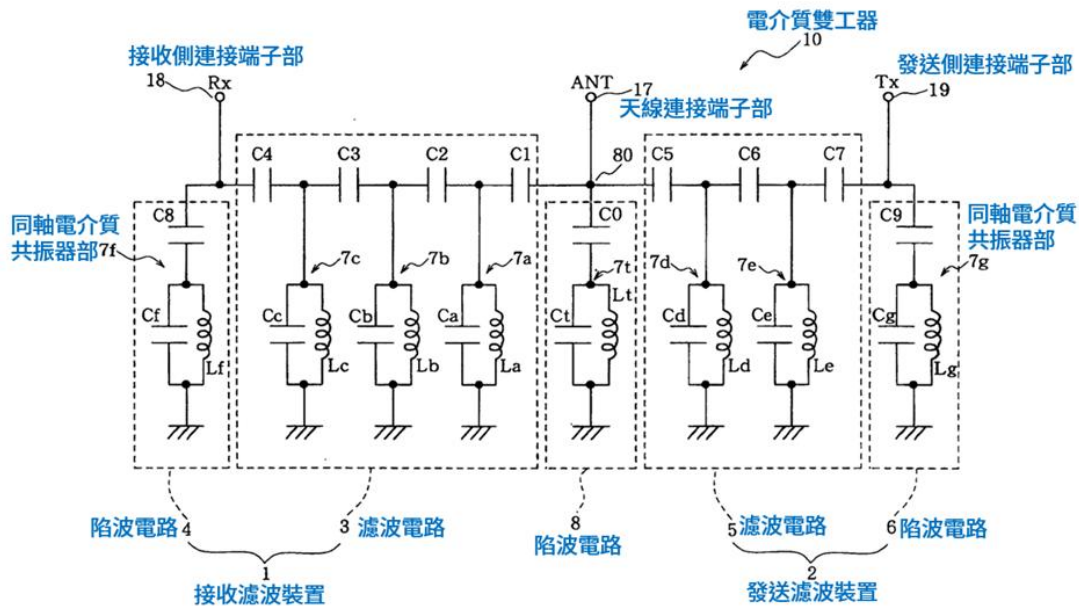 電介質雙工器
10
接收側連接端子部
18 Rx
ANT
17
天線連接端子部
發送側連接端子部
Tx
19
C4 C3 C2 C1 80 C5 C6 C7
C8 C0 C9
同軸電介質
共振器部
7f 7c 7b 7a 7t 7d 7e 7g
同軸電介質
共振器部
Lt
Cf Cc Cb Ca Ct Cd Ce Cg
Lf Lc Lb La Ld Le Lg
陷波電路 4
3 濾波電路
8
陷波電路
5 濾波電路
6 陷波電路
1
接收濾波裝置
2
發送濾波裝置